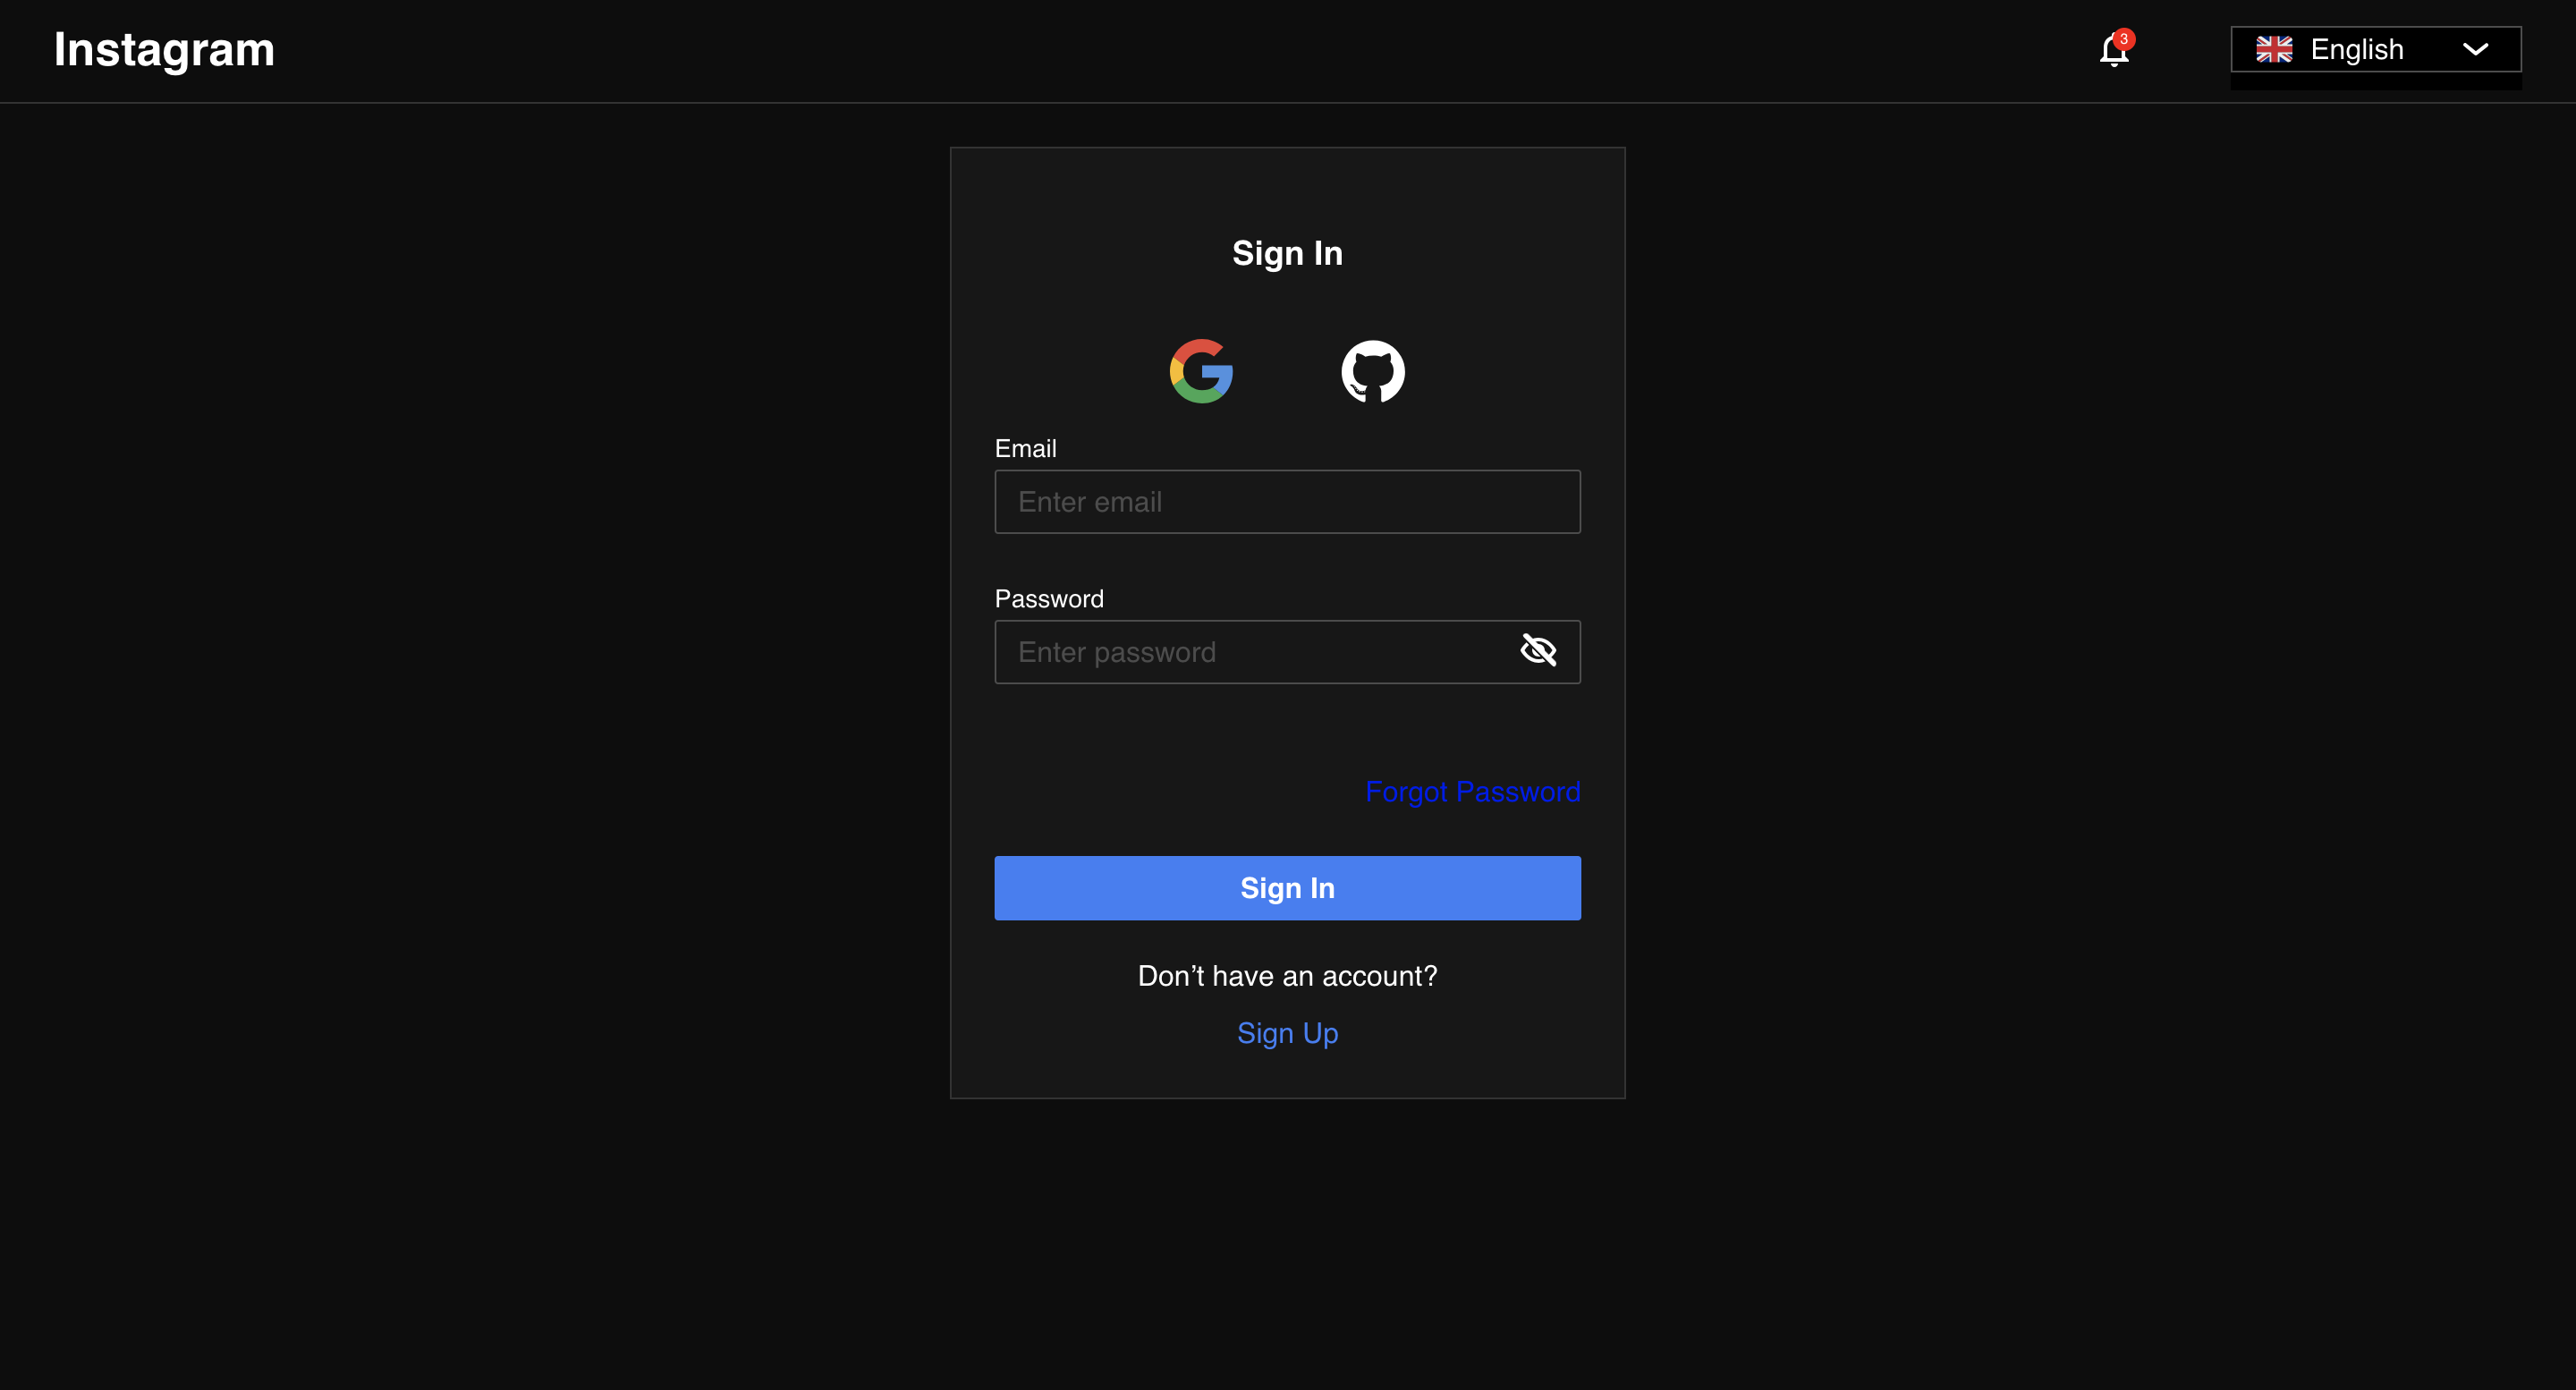 Instagram
3
English
Sign In
Email
Enter email
Password
Enter password
Forgot Password
Sign In
Don’t have an account?
Sign Up